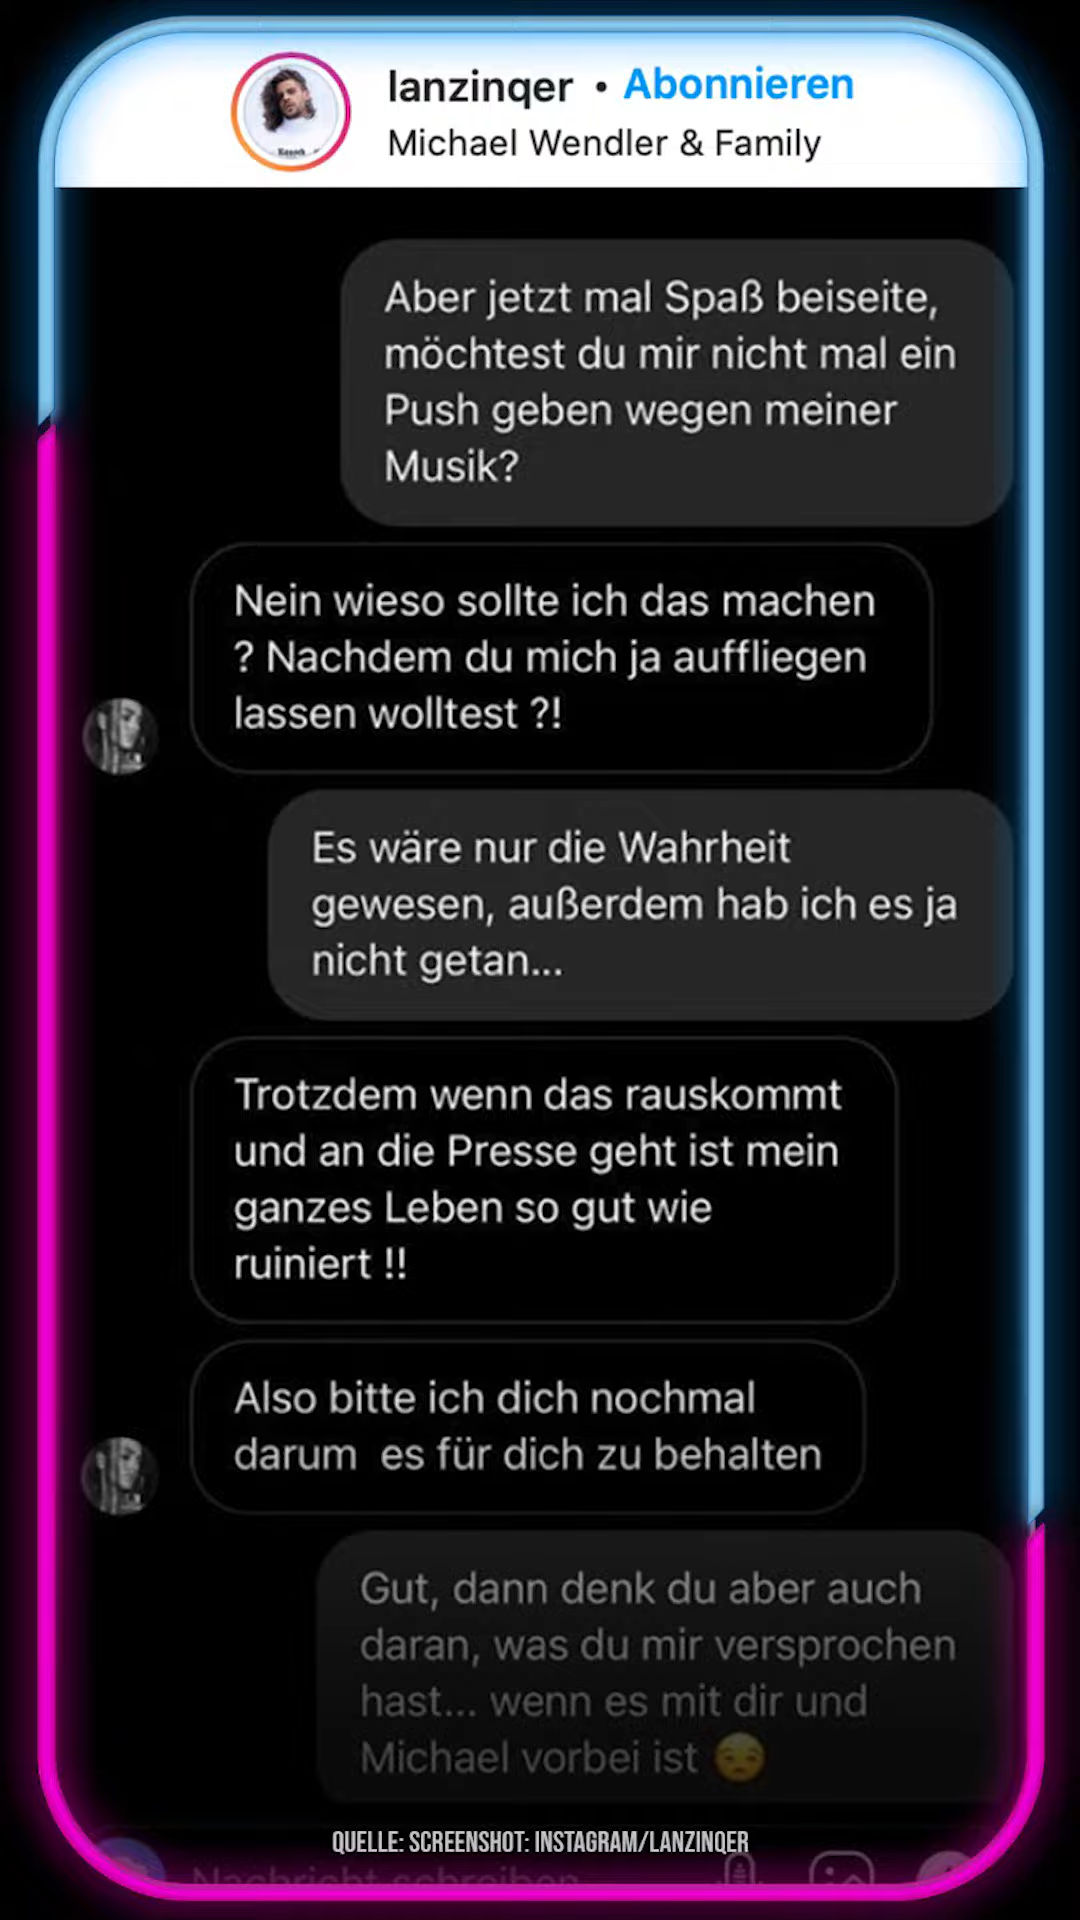 lanzinqer • Abonnieren
Michael Wendler & Family
Aber jetzt mal Spaß beiseite,
möchtest du mir nicht mal ein
Push geben wegen meiner
Musik?
Nein wieso sollte ich das machen
? Nachdem du mich ja auffliegen
lassen wolltest ?!
Es wäre nur die Wahrheit
gewesen, außerdem hab ich es ja
nicht getan...
Trotzdem wenn das rauskommt
und an die Presse geht ist mein
ganzes Leben so gut wie
ruiniert !!
Also bitte ich dich nochmal
darum  es für dich zu behalten
Gut, dann denk du aber auch
daran, was du mir versprochen
hast... wenn es mit dir und
Michael vorbei ist 😒
QUELLE: SCREENSHOT: INSTAGRAM/LANZINQER
Nachricht schreiben